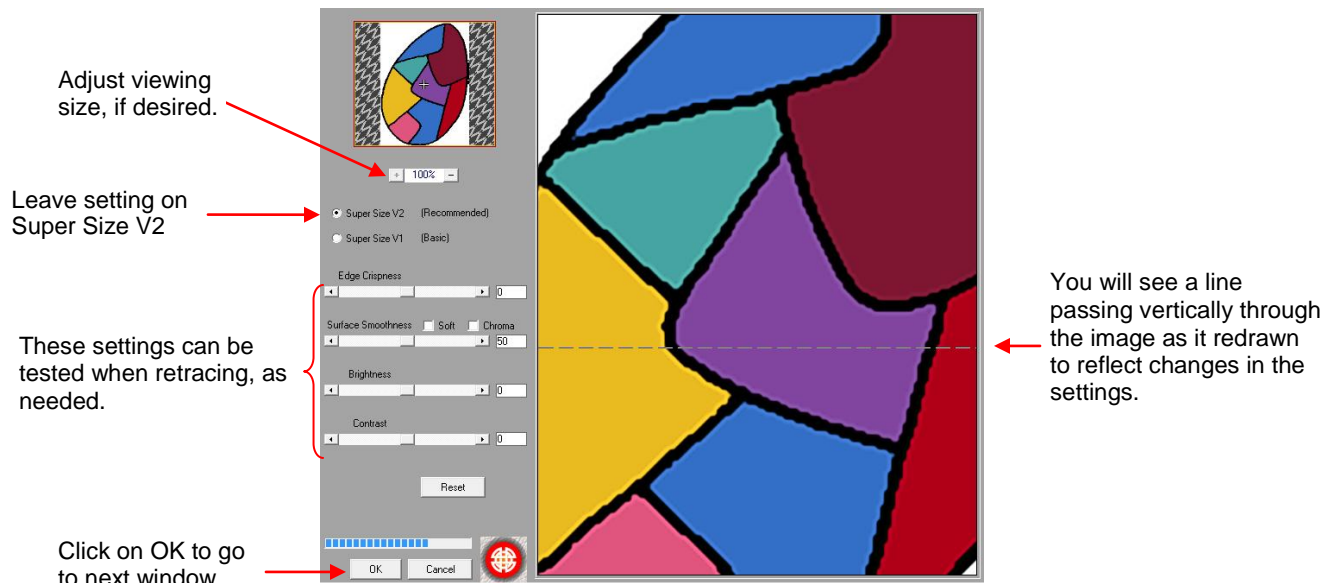 Adjust viewing
size, if desired.
+ 100% −
Leave setting on
Super Size V2
Super Size V2 (Recommended)
Super Size V1 (Basic)
Edge Crispness
0
Surface Smoothness Soft Chroma
50
These settings can be
tested when retracing, as
needed.
Brightness
0
Contrast
0
You will see a line
passing vertically through
the image as it redrawn
to reflect changes in the
settings.
Reset
Click on OK to go
to next window
OK Cancel